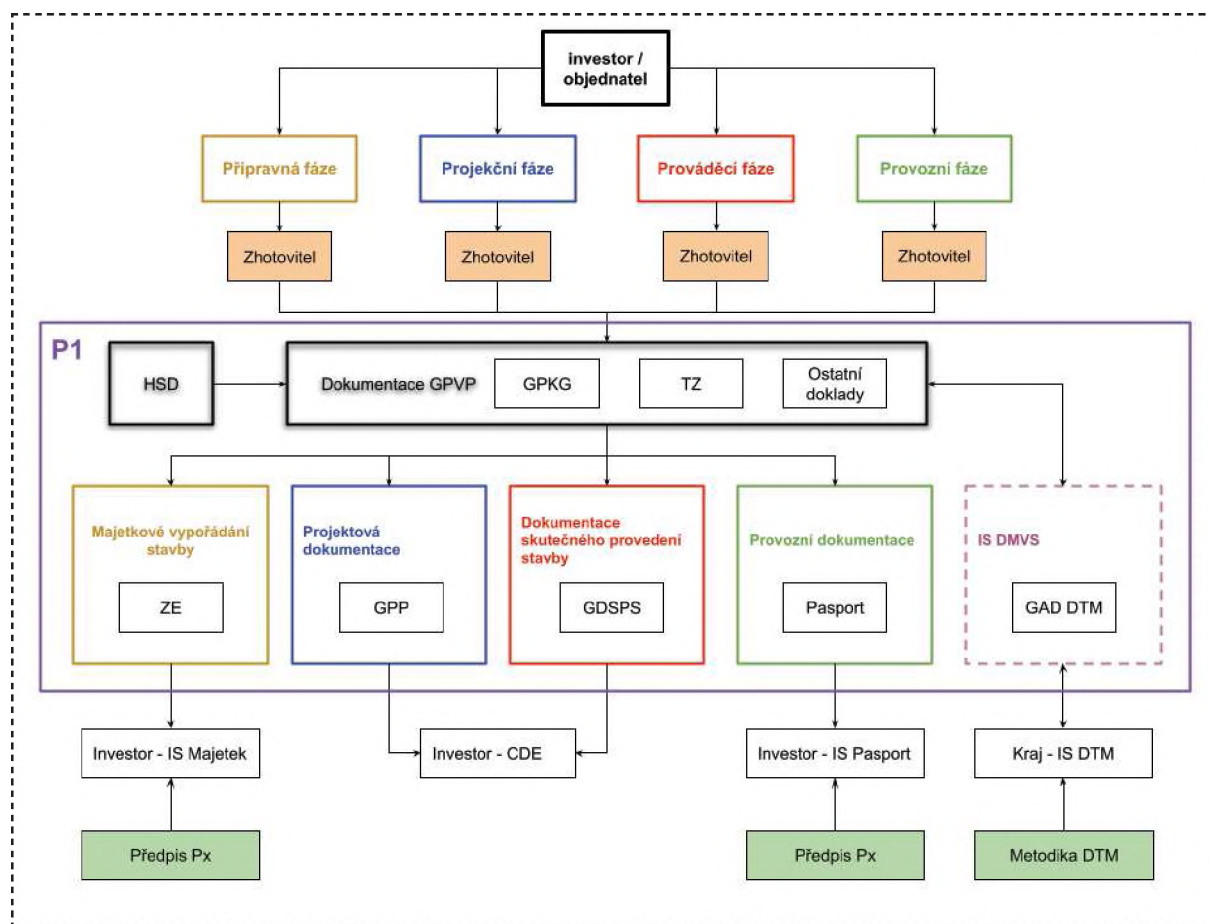 investor /
objednatel
Přípravná fáze
Projekční fáze
Prováděcí fáze
Provozní fáze
Zhotovitel
Zhotovitel
Zhotovitel
Zhotovitel
P1
HSD
Dokumentace GPVP
GPKG
TZ
Ostatní
doklady
Majetkové vypořádání
stavby
ZE
Projektová
dokumentace
GPP
Dokumentace
skutečného provedení
stavby
GDSPS
Provozní dokumentace
Pasport
IS DMVS
GAD DTM
Investor - IS Majetek
Investor - CDE
Investor - IS Pasport
Kraj - IS DTM
Předpis Px
Předpis Px
Metodika DTM